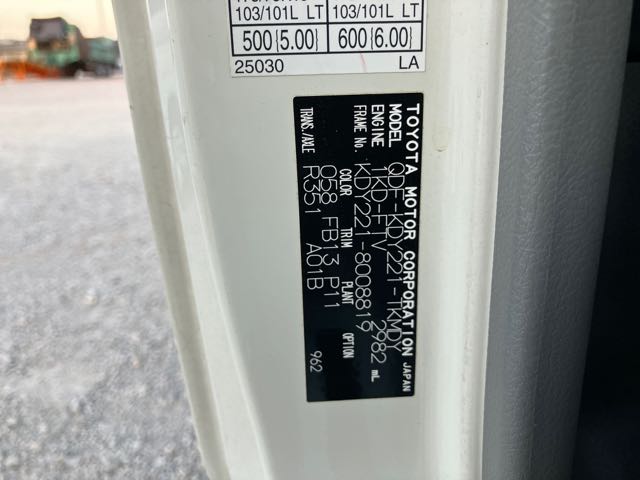 103/101L LT 103/101L LT
500{5.00} 600{6.00}
25030 LA
TOYOTA MOTOR CORPORATION JAPAN
MODEL QDF-KDY221-TKMDY
ENGINE 1KD-FTV 2982 mL
FRAME No. KDY221-8008819
COLOR TRIM PLANT OPTION
058 FB13 P11
TRANS./AXLE R351 A01B
962